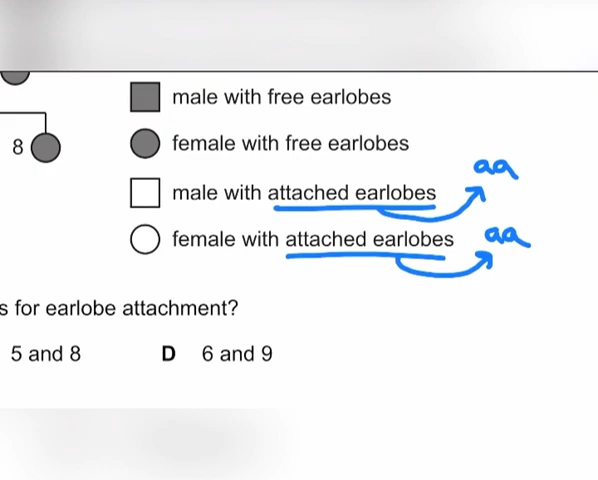 male with free earlobes
8
female with free earlobes
aa
male with attached earlobes
aa
female with attached earlobes
s for earlobe attachment?
5 and 8 D 6 and 9